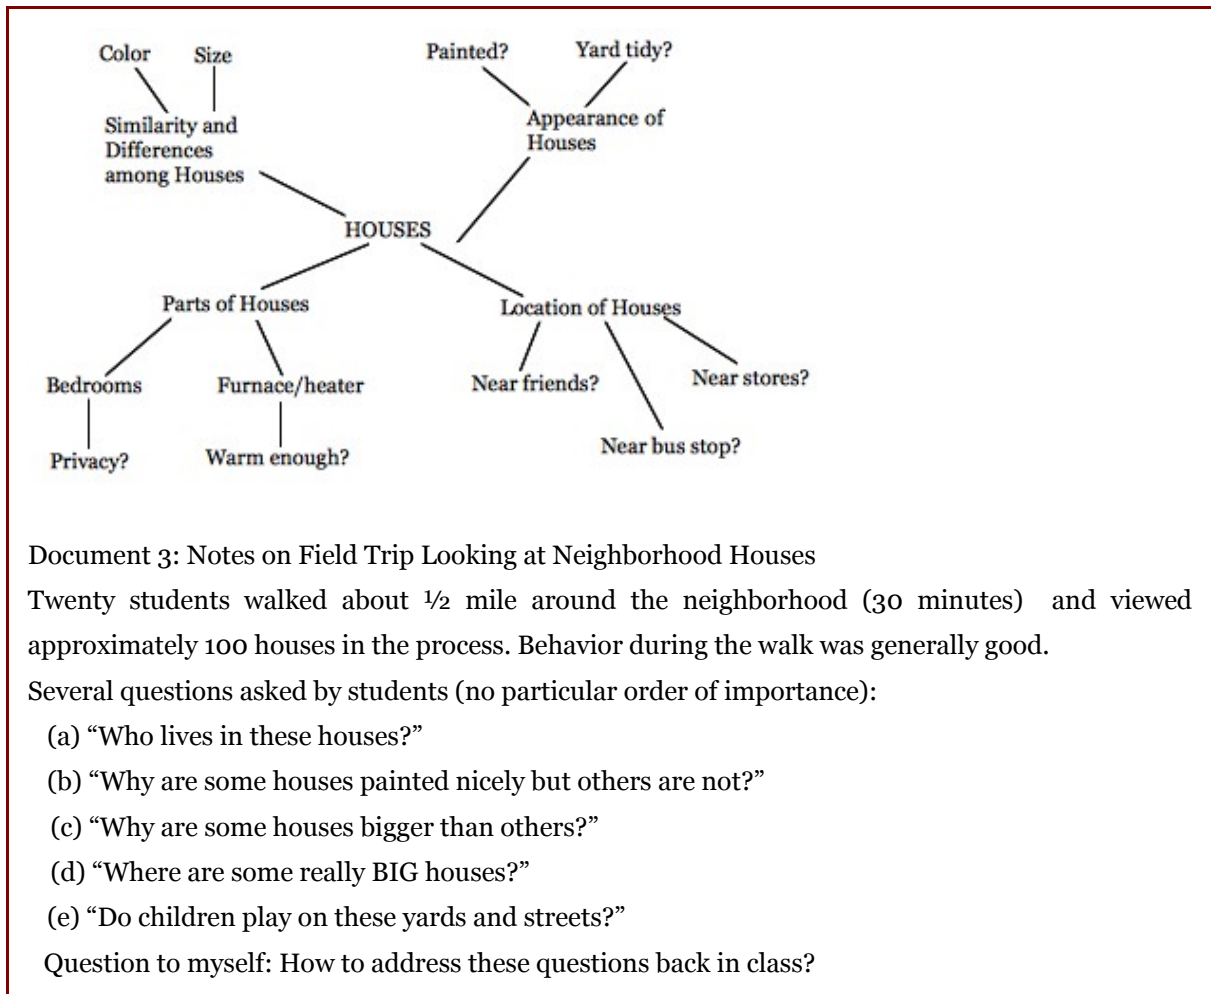 Color
Size
Painted?
Yard tidy?
Similarity and
Differences
among Houses
Appearance of
Houses
HOUSES
Parts of Houses
Location of Houses
Bedrooms
Furnace/heater
Near friends?
Near stores?
Privacy?
Warm enough?
Near bus stop?
Document 3: Notes on Field Trip Looking at Neighborhood Houses
Twenty students walked about ½ mile around the neighborhood (30 minutes) and viewed
approximately 100 houses in the process. Behavior during the walk was generally good.
Several questions asked by students (no particular order of importance):
(a) “Who lives in these houses?”
(b) “Why are some houses painted nicely but others are not?”
(c) “Why are some houses bigger than others?”
(d) “Where are some really BIG houses?”
(e) “Do children play on these yards and streets?”
Question to myself: How to address these questions back in class?